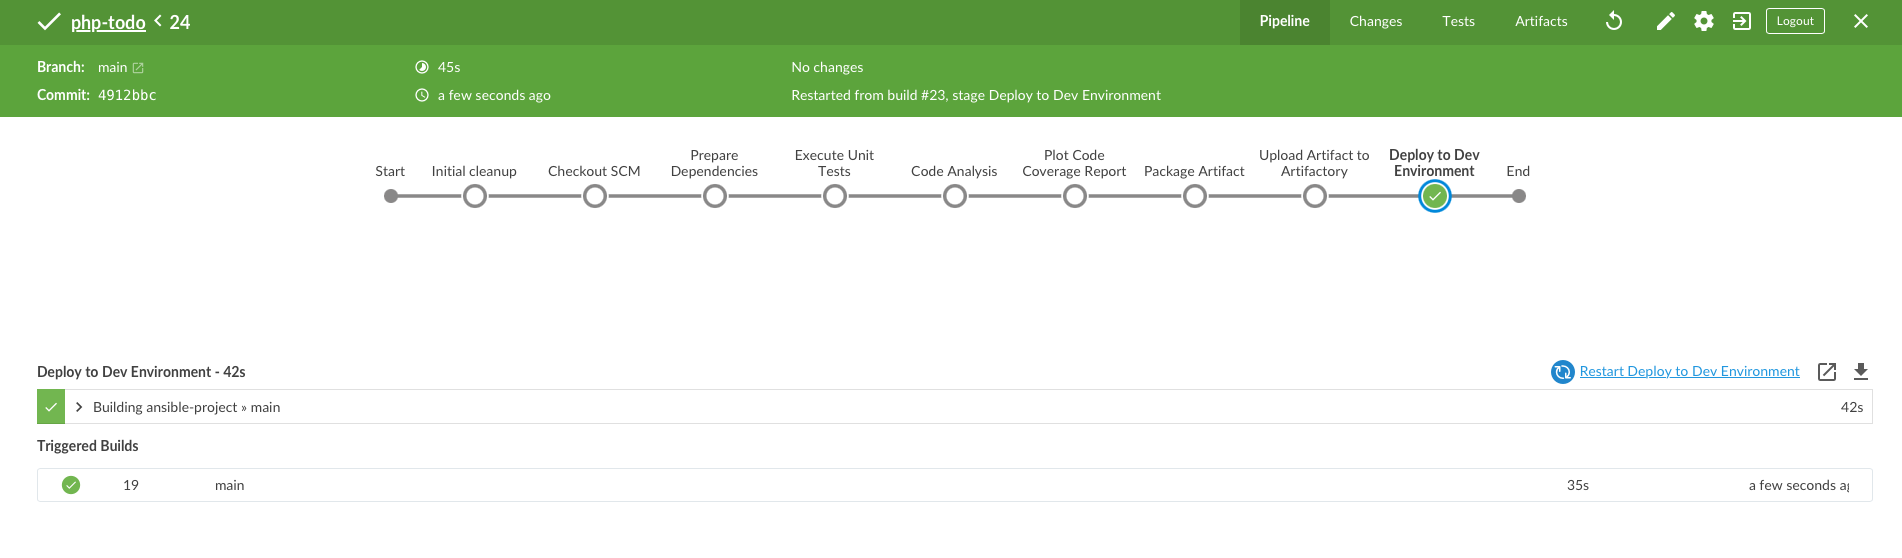 php-todo < 24
Pipeline
Changes
Tests
Artifacts
Logout
Branch: main
45s
No changes
Commit: 4912bbc
a few seconds ago
Restarted from build #23, stage Deploy to Dev Environment
Start
Initial cleanup
Checkout SCM
Prepare
Dependencies
Execute Unit
Tests
Code Analysis
Plot Code
Coverage Report
Package Artifact
Upload Artifact to
Artifactory
Deploy to Dev
Environment
End
Deploy to Dev Environment - 42s
Restart Deploy to Dev Environment
Building ansible-project » main
42s
Triggered Builds
19
main
35s
a few seconds a